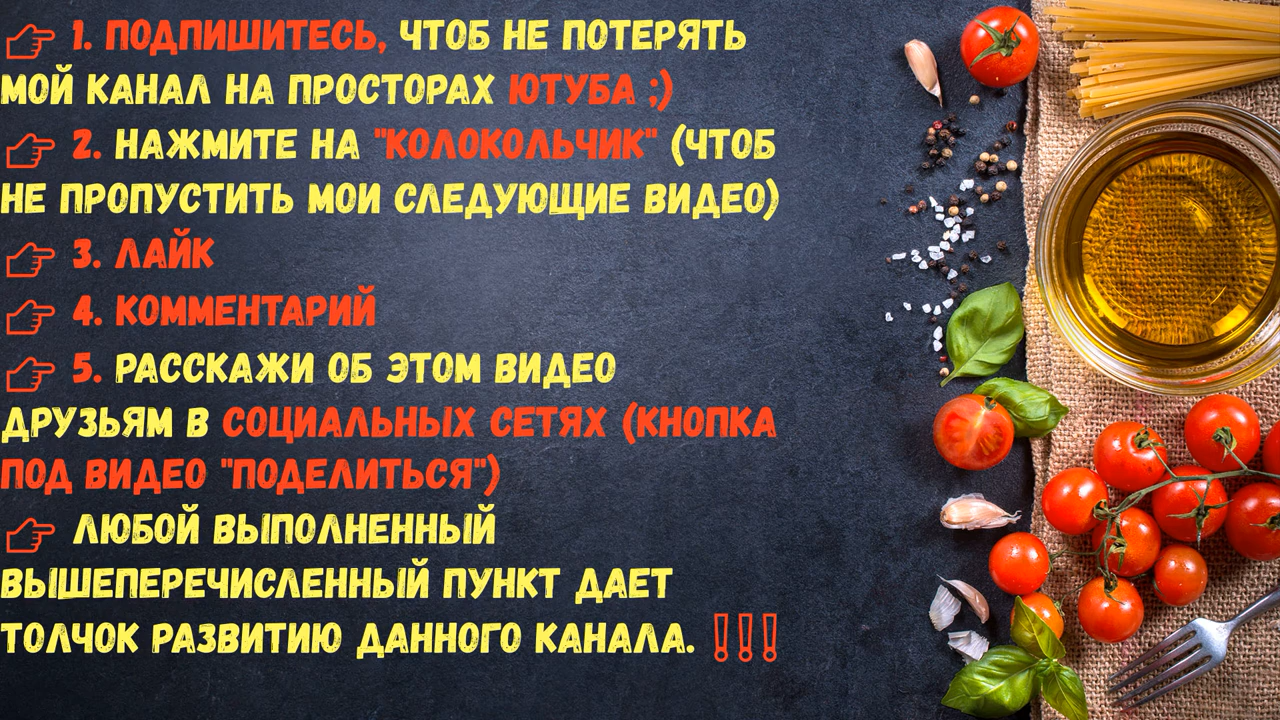 👉 1. ПОДПИШИТЕСЬ, ЧТОБ НЕ ПОТЕРЯТЬ
МОЙ КАНАЛ НА ПРОСТОРАХ ЮТУБА ;)
👉 2. НАЖМИТЕ НА "КОЛОКОЛЬЧИК" (ЧТОБ
НЕ ПРОПУСТИТЬ МОИ СЛЕДУЮЩИЕ ВИДЕО)
👉 3. ЛАЙК
👉 4. КОММЕНТАРИЙ
👉 5. РАССКАЖИ ОБ ЭТОМ ВИДЕО
ДРУЗЬЯМ В СОЦИАЛЬНЫХ СЕТЯХ (КНОПКА
ПОД ВИДЕО "ПОДЕЛИТЬСЯ")
👉 ЛЮБОЙ ВЫПОЛНЕННЫЙ
ВЫШЕПЕРЕЧИСЛЕННЫЙ ПУНКТ ДАЕТ
ТОЛЧОК РАЗВИТИЮ ДАННОГО КАНАЛА. ❗❗❗